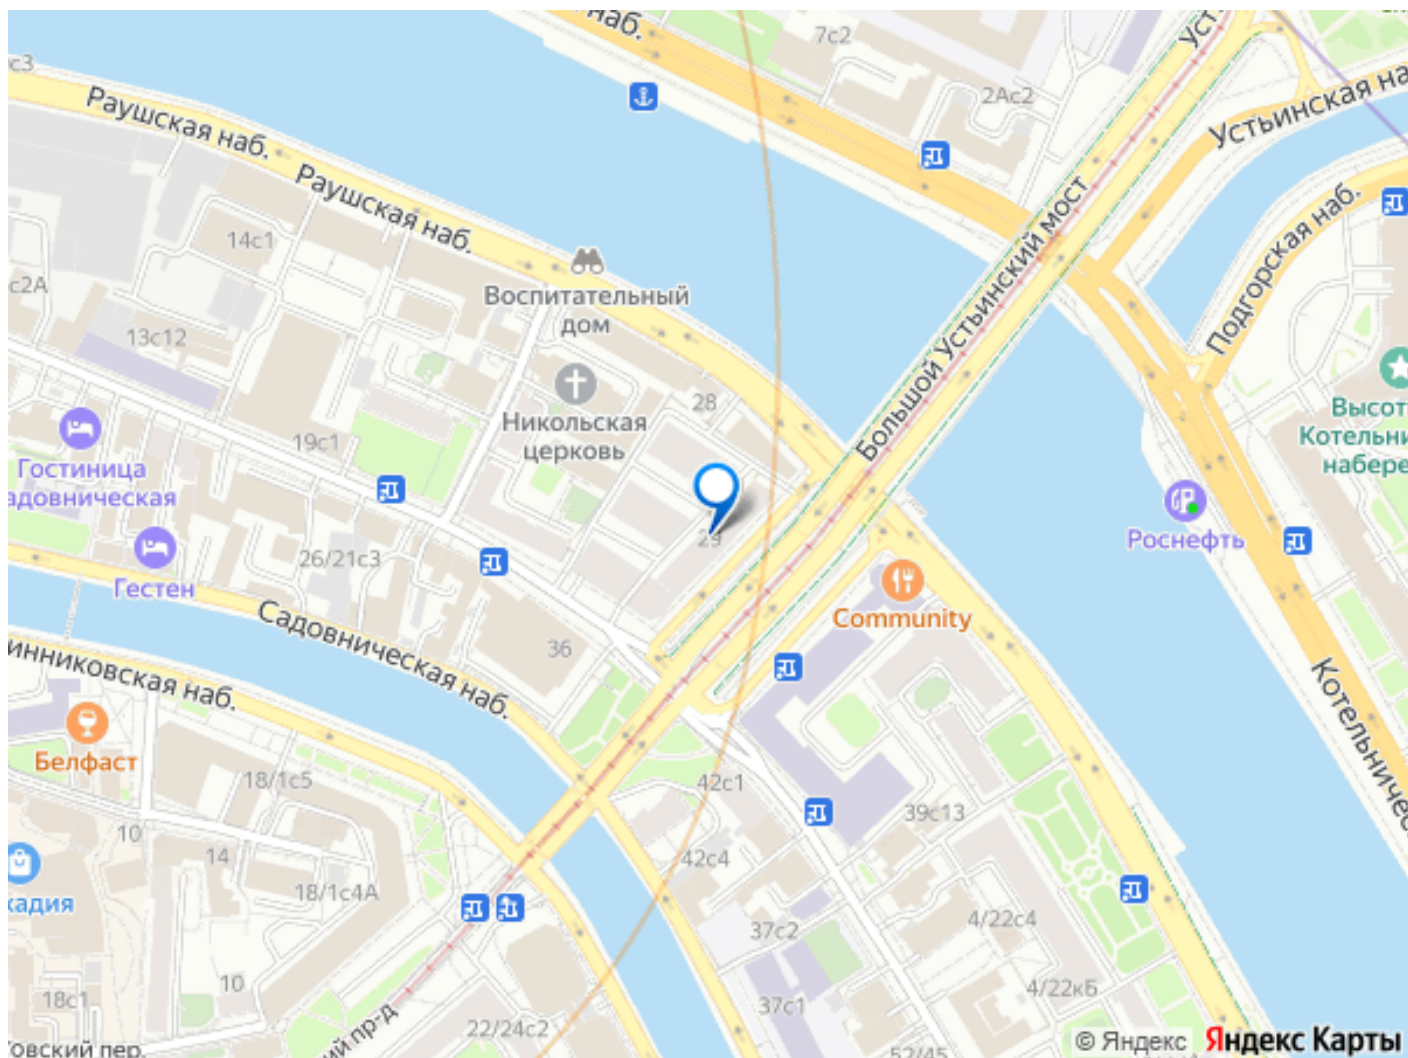 наб.
7с2
2Ас2
Усть
Устьинская на
с3
Раушская наб.
Раушская наб.
14с1
с2А
13с12
Воспитательный
дом
Большой Устьинский мост
Подгорская наб.
Никольская
церковь
28
19с1
Гостиница
адовническая
Высот
Котельни
набере
29
Роснефть
26/21с3
Гестен
Садовническая наб.
36
Community
инниковская наб.
Котельничес
Белфаст
18/1с5
42с1
39с13
10
14
42с4
18/1с4А
кадия
37с2
4/22с4
10
18с1
37с1
4/22к6
22/24с2
ий пр-д
овский пер.
52/45
© Яндекс
Яндекс Карты